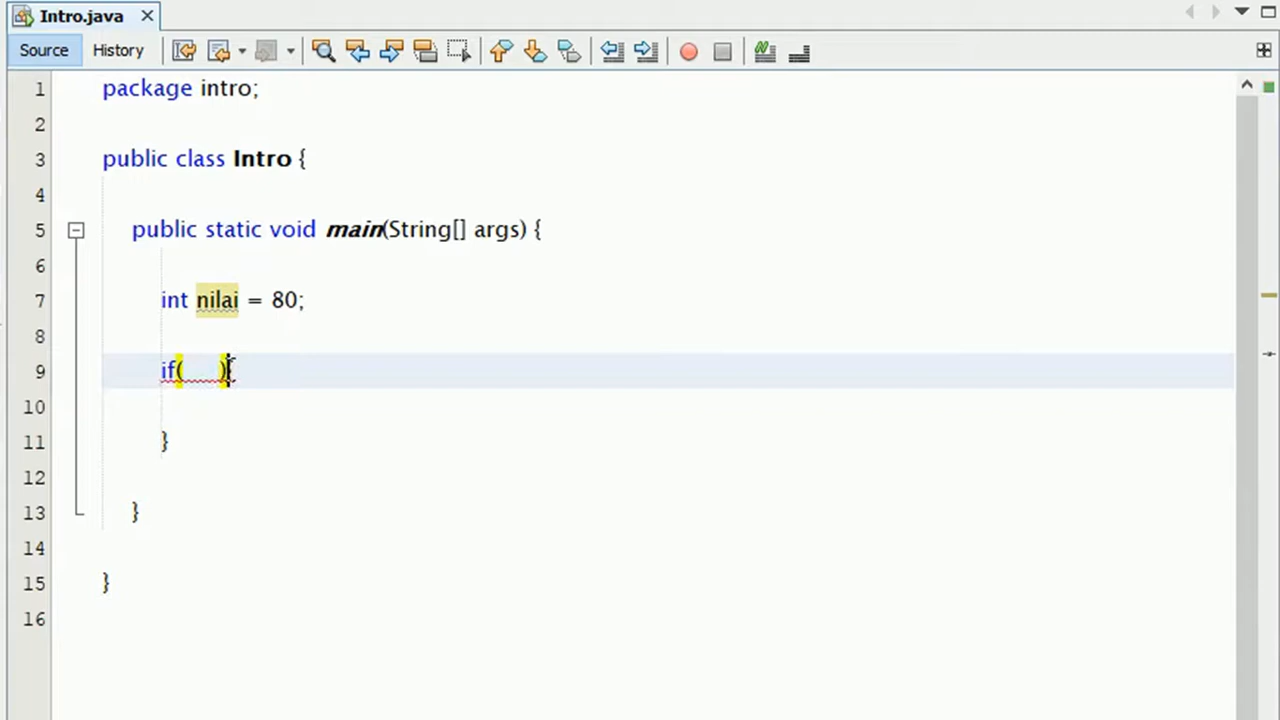 Intro.java
Source History
1 package intro;
2
3 public class Intro {
4
5 public static void main(String[] args) {
6
7 int nilai = 80;
8
9 if( ){
10
11 }
12
13 }
14
15 }
16